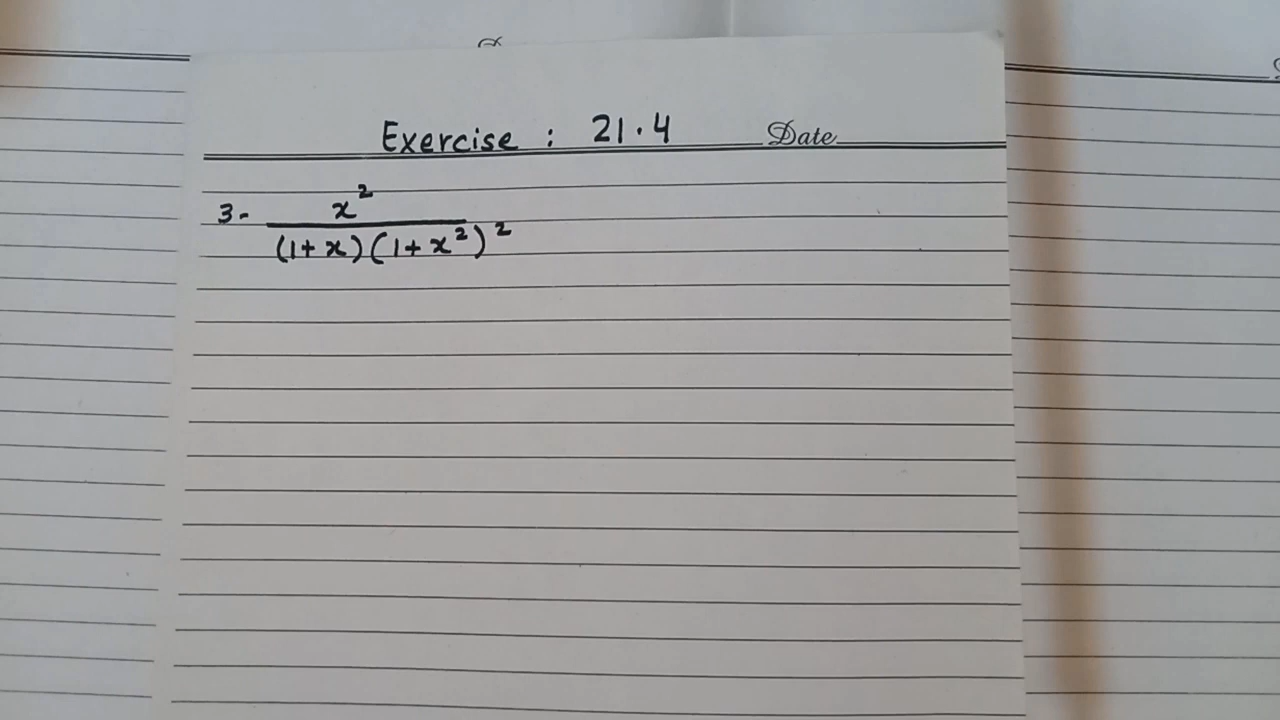 Exercise : 21.4 Date
3- x²
(1+x)(1+x²)²